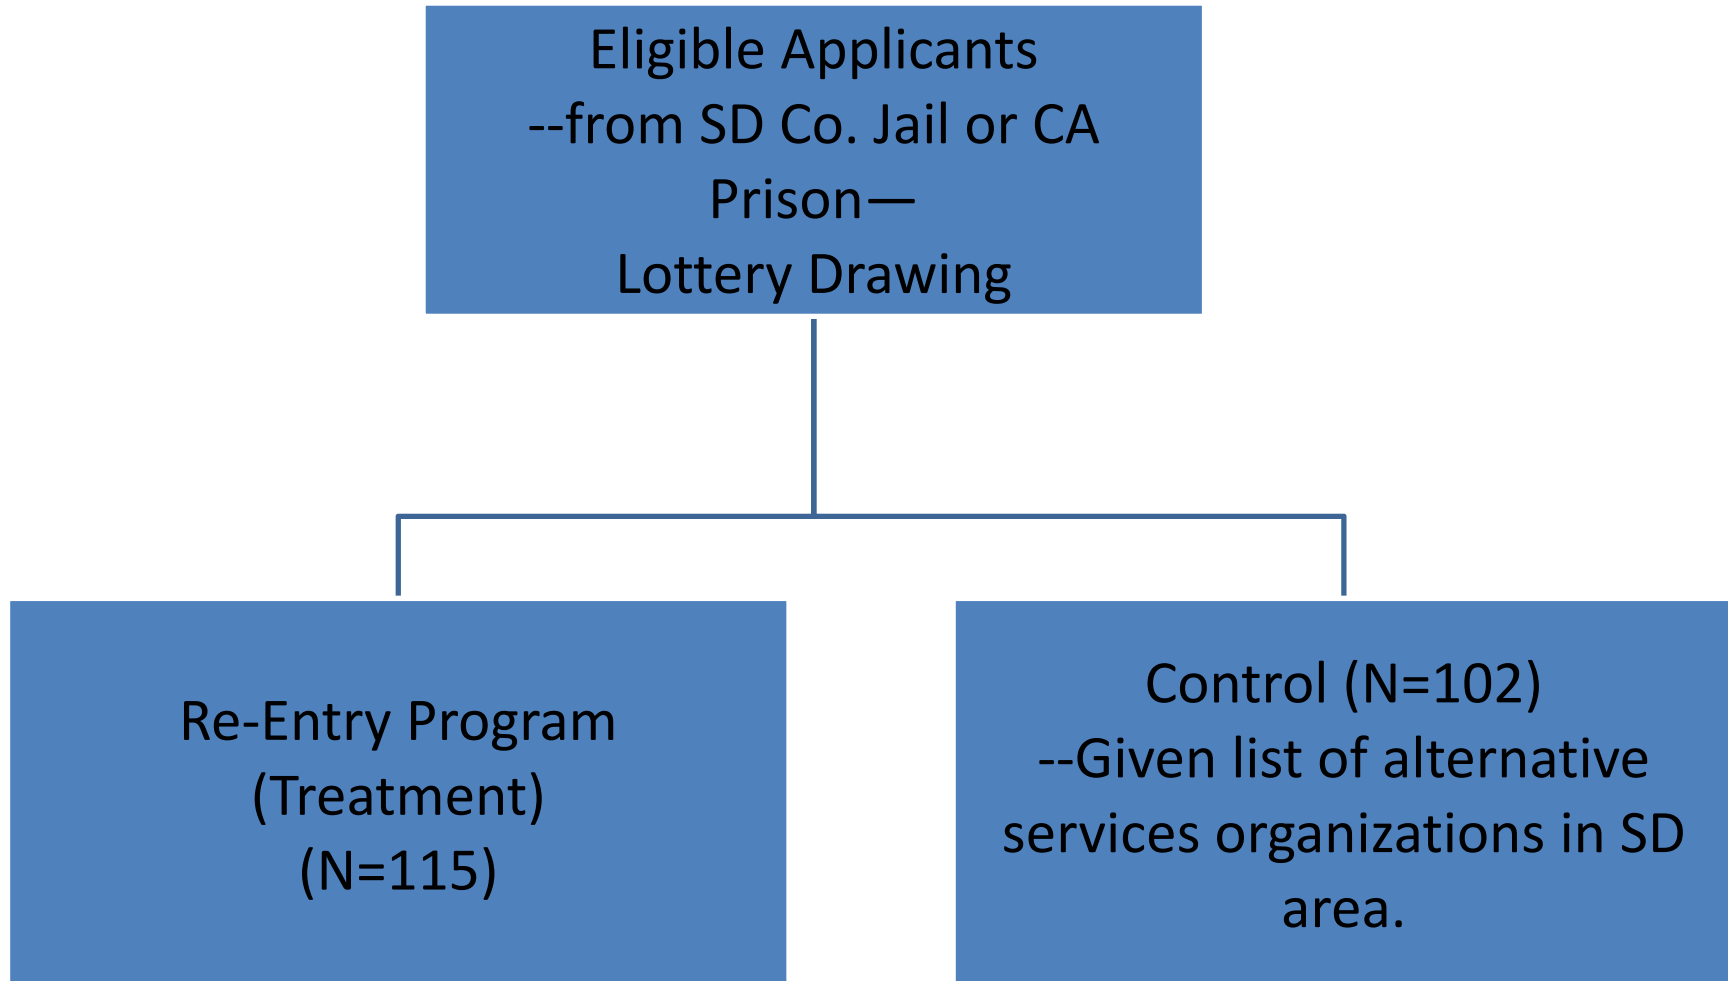 Eligible Applicants
--from SD Co. Jail or CA
Prison—
Lottery Drawing
Re-Entry Program
(Treatment)
(N=115)
Control (N=102)
--Given list of alternative
services organizations in SD
area.